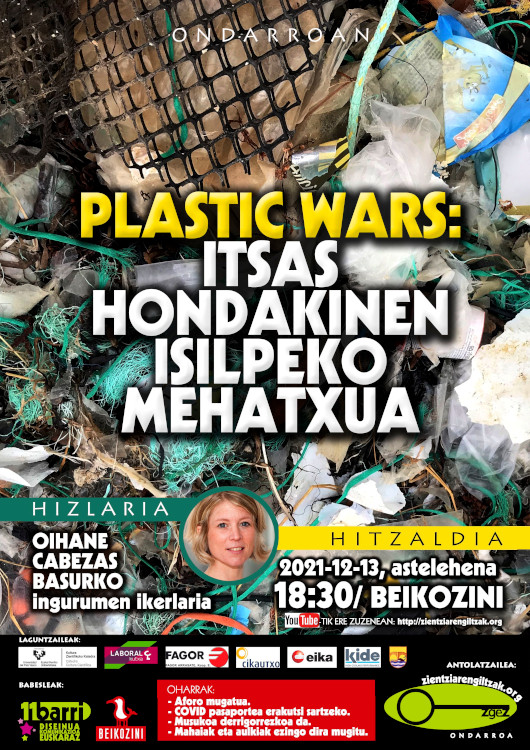 ONDARROAN
PLASTIC WARS:
ITSAS
HONDAKINEN
ISILPEKO
MEHATXUA
HIZLARIA
OIHANE
CABEZAS
BASURKO
ingurumen ikerlaria
HITZALDIA
2021-12-13, astelehena
18:30/ BEIKOZINI
YouTube-TIK ERE ZUZENEAN: http://zientziarengiltzak.org
LAGUNTZAILEAK:
LABORAL kutxa
FAGOR
cikautxo
eika
kide
BABESLEAK:
11barri
DISEINUA
KOMUNIKAZIOA
EUSKARAZ
BEIKOZINI
OHARRAK:
- Aforo mugatua.
- COVID pasaportea erakutsi sartzeko.
- Musukoa derrigorrezkoa da.
- Mahaiak eta aulkiak ezingo dira mugitu.
ANTOLATZAILEA:
zientziarengiltzak.org
zgez
ONDARROA